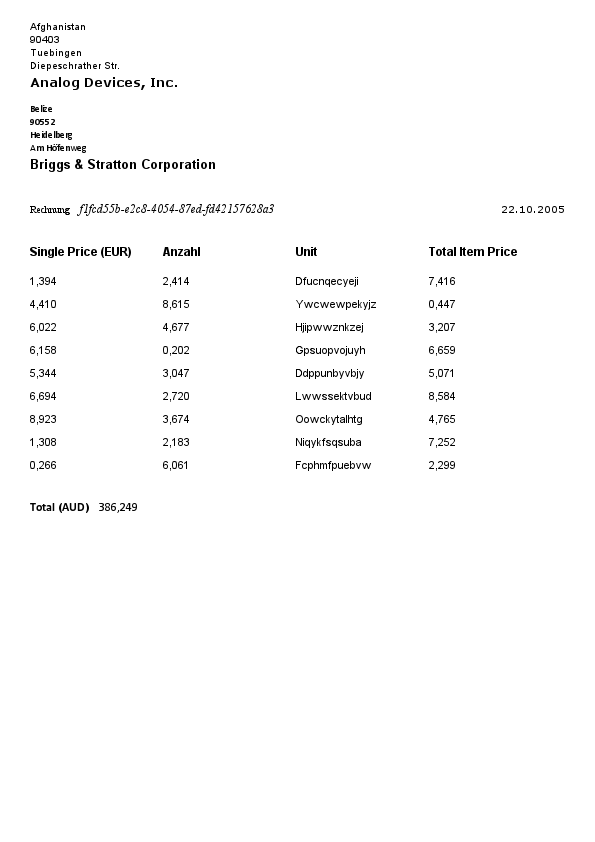 Afghanistan
90403
Tuebingen
Diepeschrather Str.
Analog Devices, Inc.
Belize
90552
Heidelberg
Am Höfenweg
Briggs & Stratton Corporation
Rechnung f1fcd55b-e2c8-4054-87ed-fd42157628a3 22.10.2005
Single Price (EUR) Anzahl Unit Total Item Price
1,394 2,414 Dfucnqecyeji 7,416
4,410 8,615 Ywcwewpekyjz 0,447
6,022 4,677 Hjipwwznkzej 3,207
6,158 0,202 Gpsuopvojuyh 6,659
5,344 3,047 Ddppunbyvbjy 5,071
6,694 2,720 Lwwssektvbud 8,584
8,923 3,674 Oowckytalhtg 4,765
1,308 2,183 Niqykfsqsuba 7,252
0,266 6,061 Fcphmfpuebvw 2,299
Total (AUD) 386,249